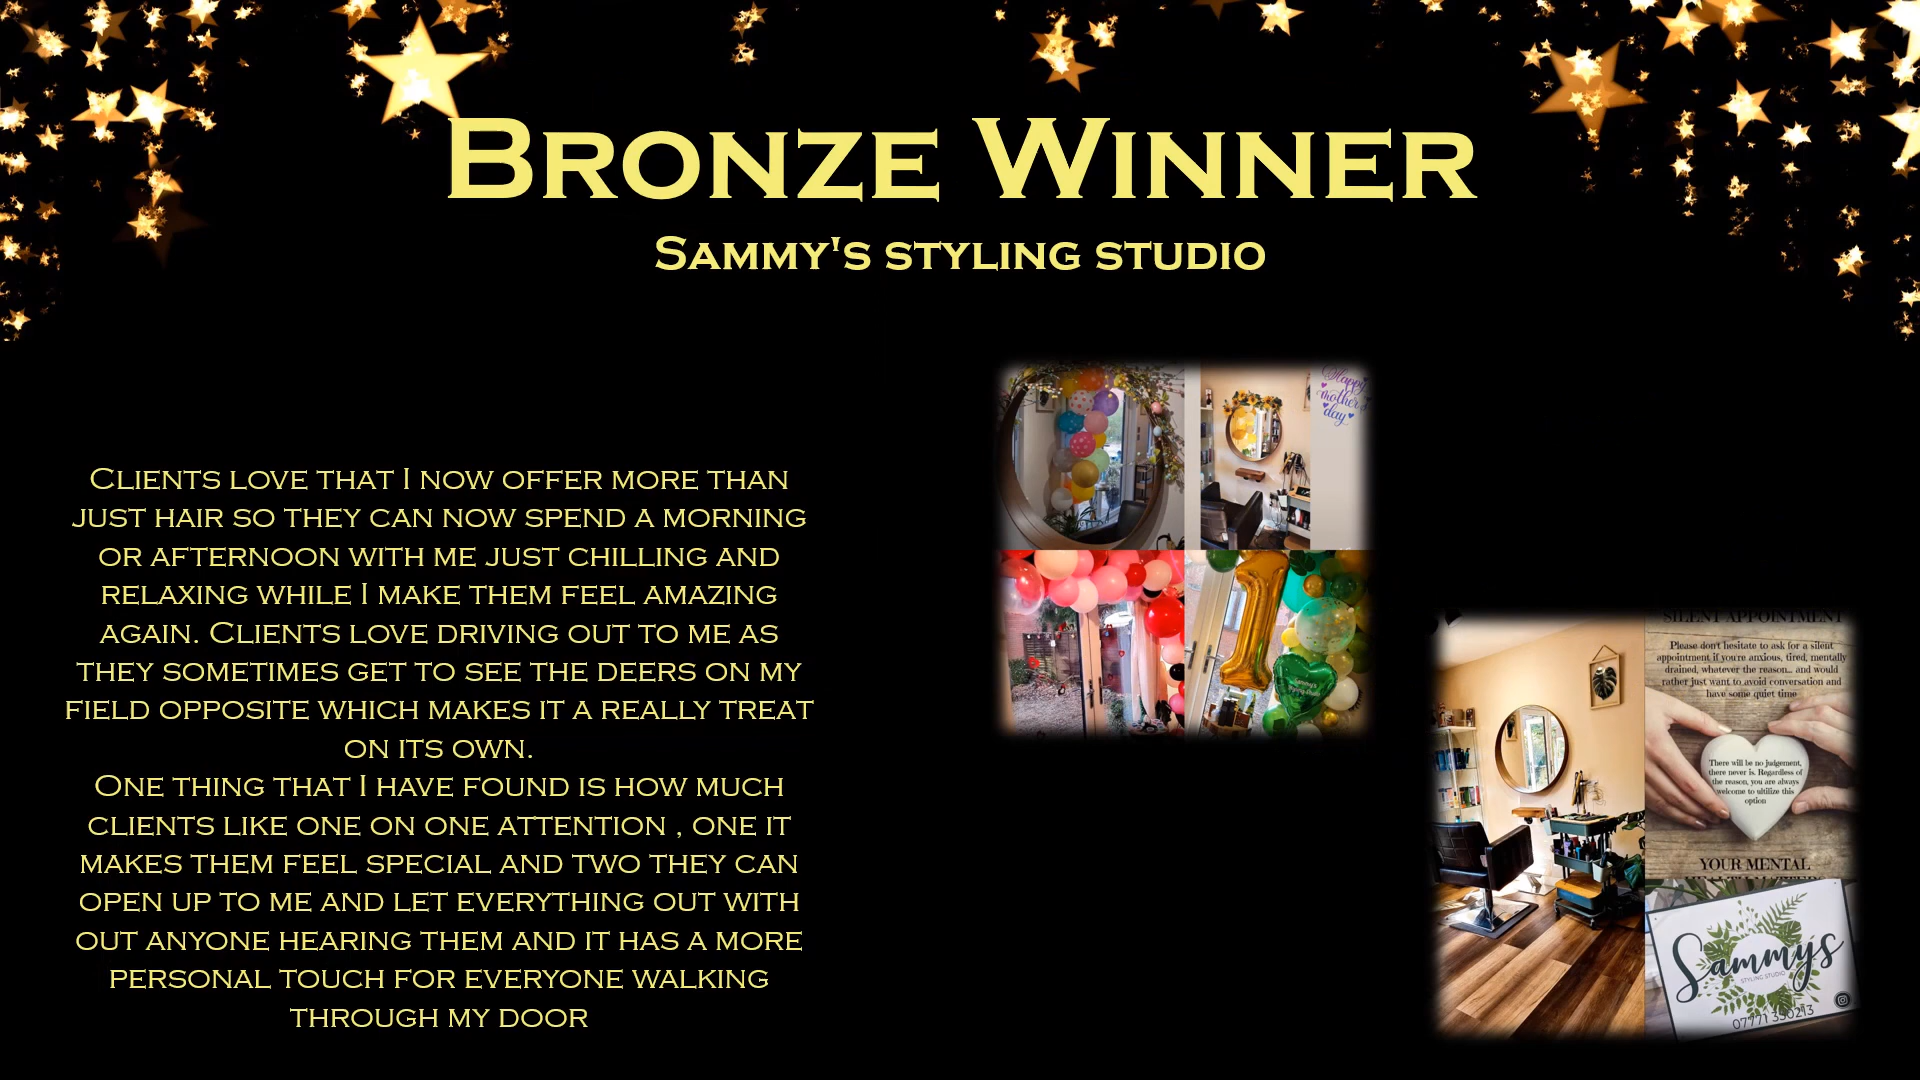 Bronze Winner
Sammy's styling studio
Clients love that I now offer more than
just hair so they can now spend a morning
or afternoon with me just chilling and
relaxing while I make them feel amazing
again. Clients love driving out to me as
they sometimes get to see the deers on my
field opposite which makes it a really treat
on its own.
One thing that I have found is how much
clients like one on one attention , one it
makes them feel special and two they can
open up to me and let everything out with
out anyone hearing them and it has a more
personal touch for everyone walking
through my door
Happy
mother's
day
1
Sammy's
SILENT APPOINTMENT
Please don't hesitate to ask for a silent
appointment if you're anxious, tired, mentally
drained, whatever the reason... and would
rather just want to avoid conversation and
have some quiet time
There will be no judgement,
there never is. Regardless of
the reason, you are always
welcome to ultilize this
option
YOUR MENTAL
Sammy's
STYLING STUDIO